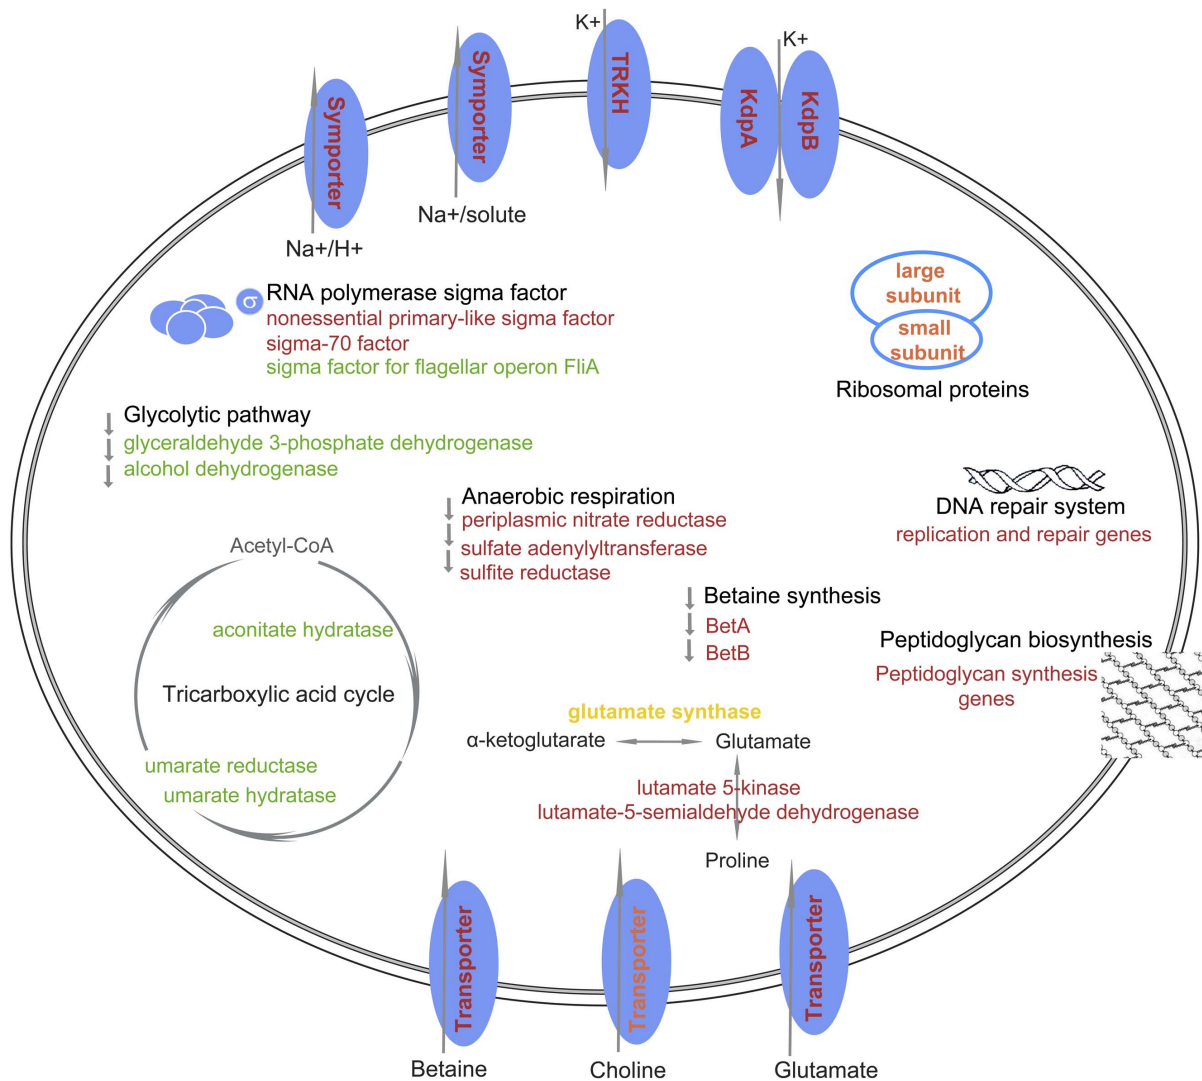 K+
K+
Symporter
Symporter
TRKH
KdpA
KdpB
Na+/solute
Na+/H+
σ
RNA polymerase sigma factor
nonessential primary-like sigma factor
sigma-70 factor
sigma factor for flagellar operon FliA
large
subunit
small
subunit
Ribosomal proteins
Glycolytic pathway
glyceraldehyde 3-phosphate dehydrogenase
alcohol dehydrogenase
Anaerobic respiration
periplasmic nitrate reductase
sulfate adenylyltransferase
sulfite reductase
DNA repair system
replication and repair genes
Acetyl-CoA
aconitate hydratase
Tricarboxylic acid cycle
umarate reductase
umarate hydratase
Betaine synthesis
BetA
BetB
Peptidoglycan biosynthesis
Peptidoglycan synthesis
genes
glutamate synthase
α-ketoglutarate
Glutamate
lutamate 5-kinase
lutamate-5-semialdehyde dehydrogenase
Proline
Transporter
Transporter
Transporter
Betaine
Choline
Glutamate